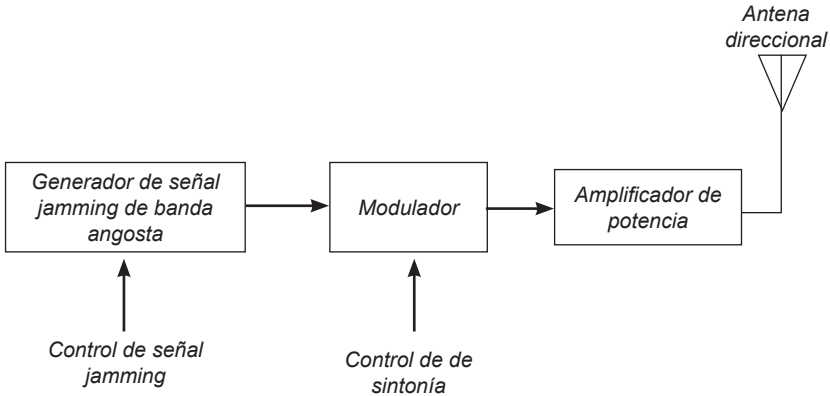 Antena
direccional
Generador de señal
jamming de banda
angosta
Modulador
Amplificador de
potencia
Control de señal
jamming
Control de de
sintonía